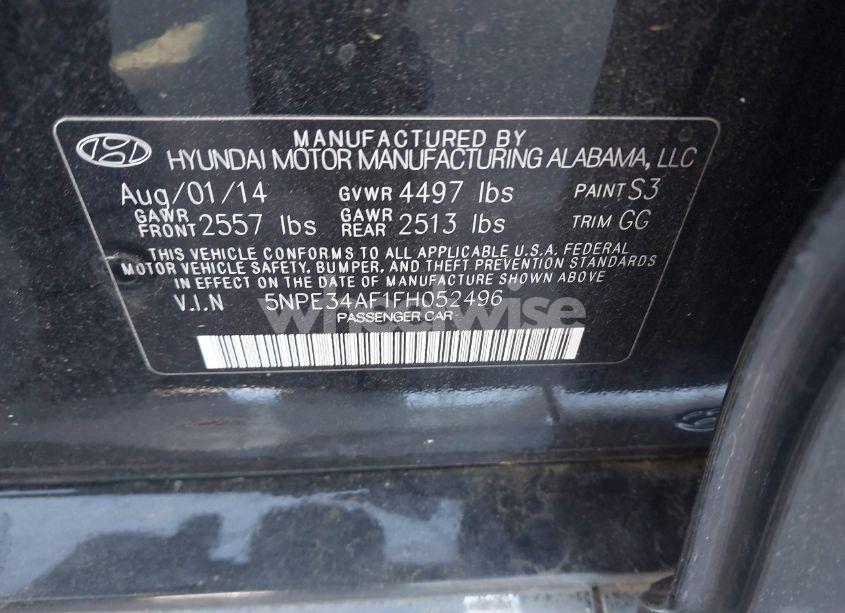 MANUFACTURED BY
HYUNDAI MOTOR MANUFACTURING ALABAMA, LLC
Aug/01/14 GVWR 4497 lbs PAINT S3
GAWR FRONT 2557 lbs GAWR REAR 2513 lbs TRIM GG
THIS VEHICLE CONFORMS TO ALL APPLICABLE U.S.A. FEDERAL
MOTOR VEHICLE SAFETY, BUMPER, AND THEFT PREVENTION STANDARDS
IN EFFECT ON THE DATE OF MANUFACTURE SHOWN ABOVE
V.I.N 5NPE34AF1FH052496
PASSENGER CAR
wheelwise